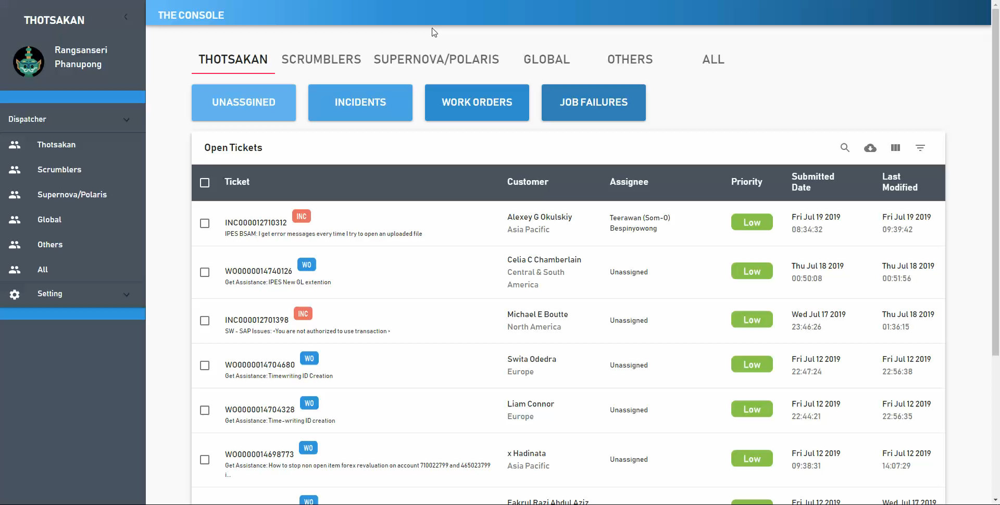 THOTSAKAN
Rangsanseri
Phanupong
Dispatcher
Thotsakan
Scrumblers
Supernova/Polaris
Global
Others
All
Setting
THE CONSOLE
THOTSAKAN SCRUMBLERS SUPERNOVA/POLARIS GLOBAL OTHERS ALL
UNASSGINED INCIDENTS WORK ORDERS JOB FAILURES
Open Tickets
Ticket Customer Assignee Priority Submitted Date Last Modified
INC000012710312 INC
IPES BSAM: I get error messages every time I try to open an uploaded file
Alexey G Okulskiy
Asia Pacific
Teerawan (Som-O)
Bespinyowong
Low
Fri Jul 19 2019
08:34:32
Fri Jul 19 2019
09:39:42
WO0000014740126 WO
Get Assistance: IPES New GL extention
Celia C Chamberlain
Central & South
America
Unassigned
Low
Thu Jul 18 2019
00:50:08
Thu Jul 18 2019
00:51:56
INC000012701398 INC
SW - SAP Issues: <You are not authorized to use transaction >
Michael E Boutte
North America
Unassigned
Low
Wed Jul 17 2019
23:46:26
Thu Jul 18 2019
01:36:15
WO0000014704680 WO
Get Assistance: Timewriting ID Creation
Swita Odedra
Europe
Unassigned
Low
Fri Jul 12 2019
22:47:24
Fri Jul 12 2019
22:56:38
WO0000014704328 WO
Get Assistance: Time-writing ID creation
Liam Connor
Europe
Unassigned
Low
Fri Jul 12 2019
22:44:21
Fri Jul 12 2019
22:56:35
WO0000014698773 WO
Get Assistance: How to stop non open item forex revaluation on account 710022799 and 465023799
i...
x Hadinata
Asia Pacific
Unassigned
Low
Fri Jul 12 2019
09:38:31
Fri Jul 12 2019
14:07:29
WO
Fakrul Razi Abdul Aziz
Fri Jul 12 2019
Wed Jul 17 2019